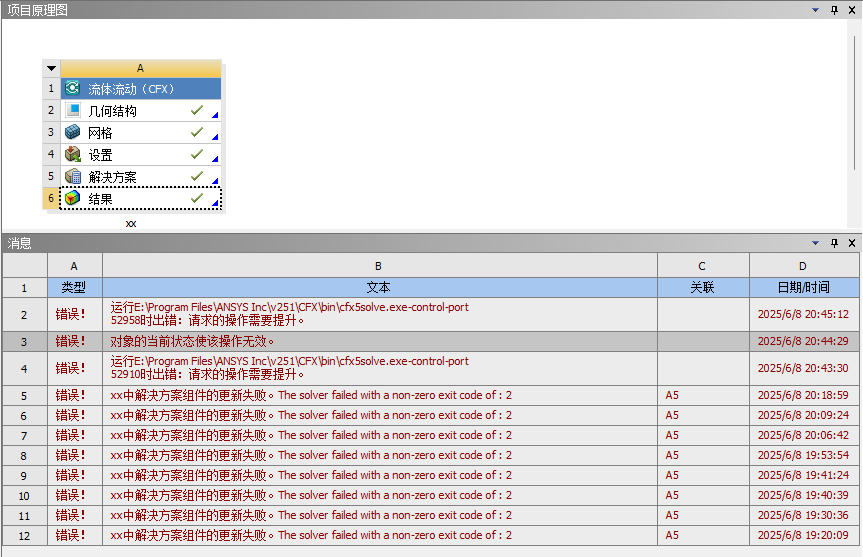 项目原理图
A
1 流体流动（CFX）
2 几何结构
3 网格
4 设置
5 解决方案
6 结果
xx
消息
A B C D
1 类型 文本 关联 日期/时间
2 错误！ 运行E:\Program Files\ANSYS Inc\v251\CFX\bin\cfx5solve.exe-control-port
52958时出错：请求的操作需要提升。 2025/6/8 20:45:12
3 错误！ 对象的当前状态使该操作无效。 2025/6/8 20:44:29
4 错误！ 运行E:\Program Files\ANSYS Inc\v251\CFX\bin\cfx5solve.exe-control-port
52910时出错：请求的操作需要提升。 2025/6/8 20:43:30
5 错误！ xx中解决方案组件的更新失败。The solver failed with a non-zero exit code of : 2 A5 2025/6/8 20:18:59
6 错误！ xx中解决方案组件的更新失败。The solver failed with a non-zero exit code of : 2 A5 2025/6/8 20:09:24
7 错误！ xx中解决方案组件的更新失败。The solver failed with a non-zero exit code of : 2 A5 2025/6/8 20:06:42
8 错误！ xx中解决方案组件的更新失败。The solver failed with a non-zero exit code of : 2 A5 2025/6/8 19:53:54
9 错误！ xx中解决方案组件的更新失败。The solver failed with a non-zero exit code of : 2 A5 2025/6/8 19:41:24
10 错误！ xx中解决方案组件的更新失败。The solver failed with a non-zero exit code of : 2 A5 2025/6/8 19:40:39
11 错误！ xx中解决方案组件的更新失败。The solver failed with a non-zero exit code of : 2 A5 2025/6/8 19:30:36
12 错误！ xx中解决方案组件的更新失败。The solver failed with a non-zero exit code of : 2 A5 2025/6/8 19:20:09